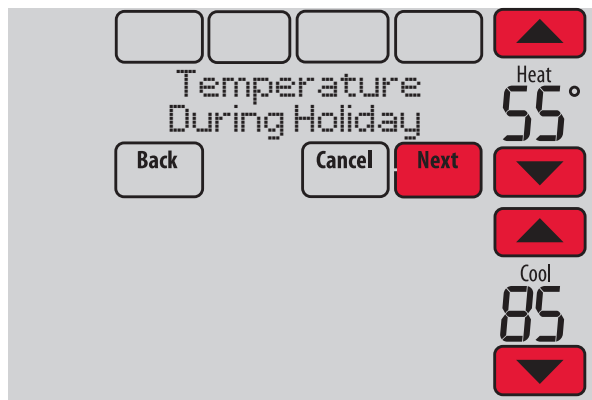 Temperature
During Holiday
Back
Cancel
Next
Heat
55°
Cool
85